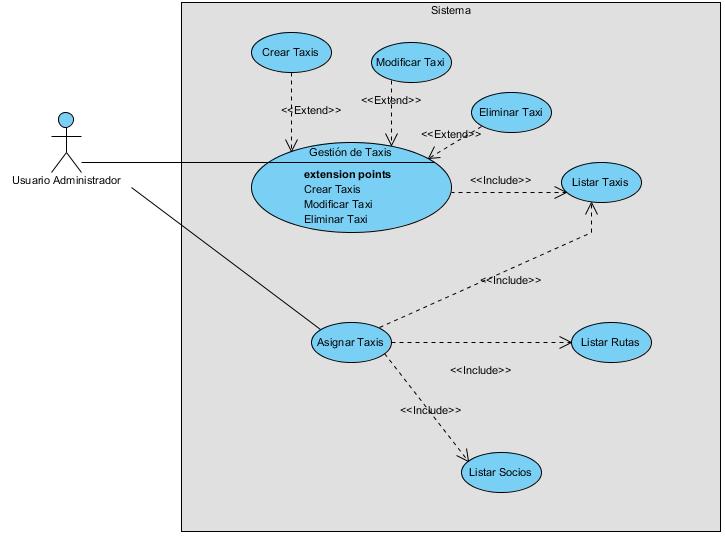 Sistema
Crear Taxis
Modificar Taxi
<<Extend>>
<<Extend>>
Eliminar Taxi
<<Extend>>
Usuario Administrador
Gestión de Taxis
extension points
Crear Taxis
Modificar Taxi
Eliminar Taxi
<<Include>>
Listar Taxis
<<Include>>
Asignar Taxis
Listar Rutas
<<Include>>
<<Include>>
Listar Socios